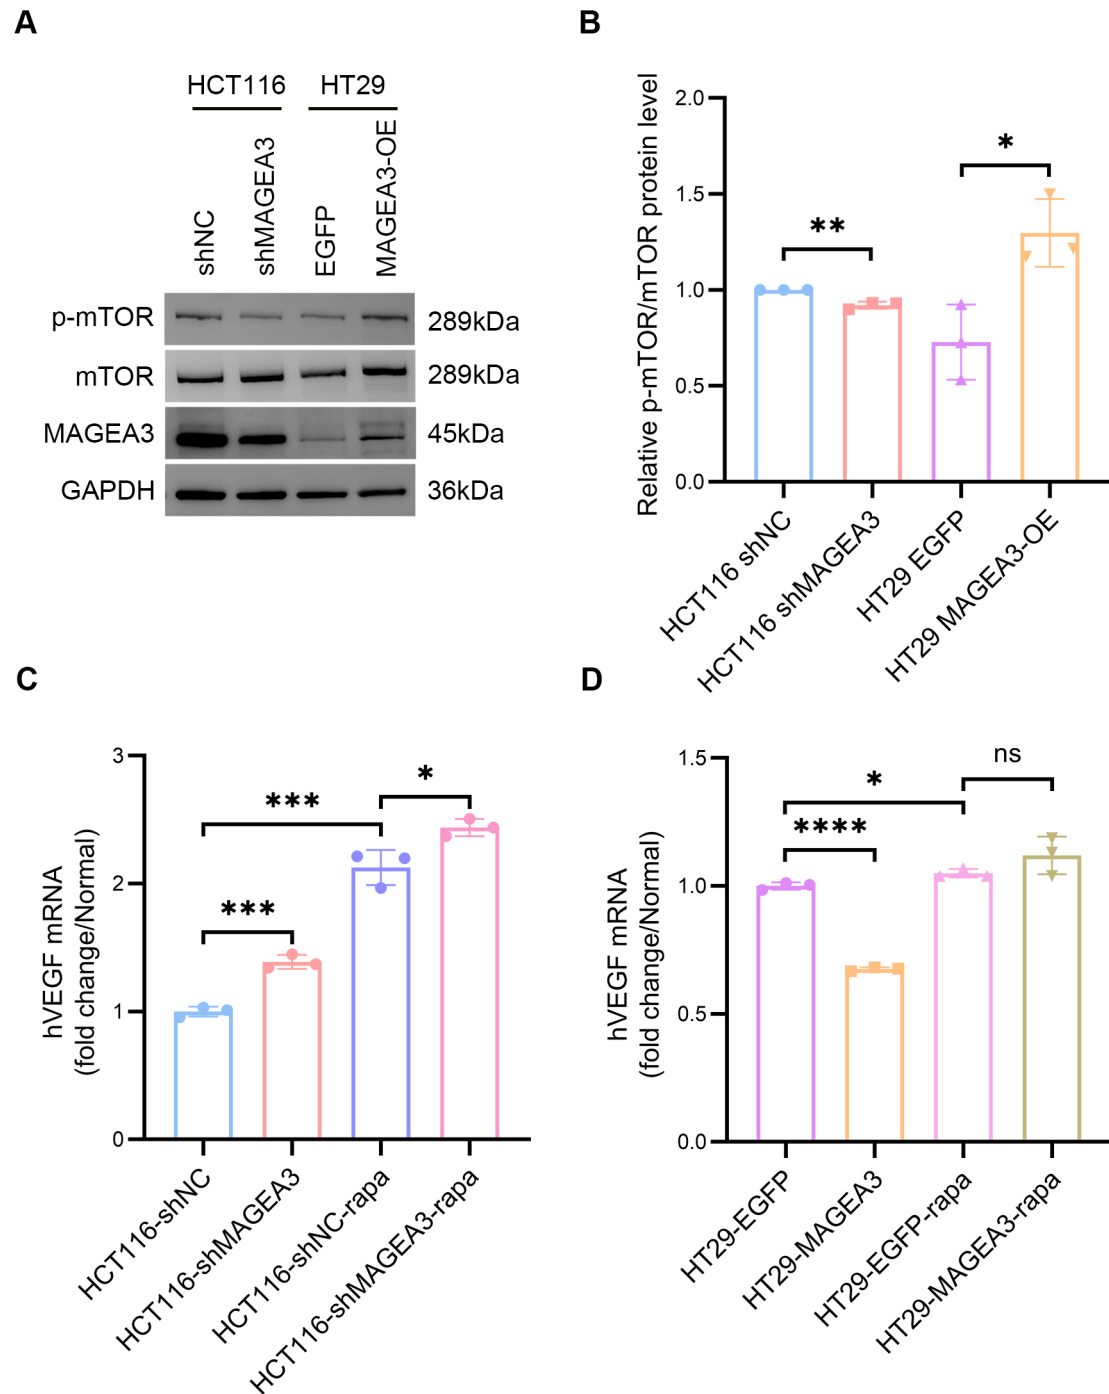 A
HCT116 HT29
shNC
shMAGEA3
EGFP
MAGEA3-OE
p-mTOR 289kDa
mTOR 289kDa
MAGEA3 45kDa
GAPDH 36kDa
B
Relative p-mTOR/mTOR protein level
2.0
1.5
1.0
0.5
0.0
**
*
HCT116 shNC
HCT116 shMAGEA3
HT29 EGFP
HT29 MAGEA3-OE
C
hVEGF mRNA
(fold change/Normal)
3
2
1
0
***
***
*
HCT116-shNC
HCT116-shMAGEA3
HCT116-shNC-rapa
HCT116-shMAGEA3-rapa
D
hVEGF mRNA
(fold change/Normal)
1.5
1.0
0.5
0.0
ns
*
****
HT29-EGFP
HT29-MAGEA3
HT29-EGFP-rapa
HT29-MAGEA3-rapa